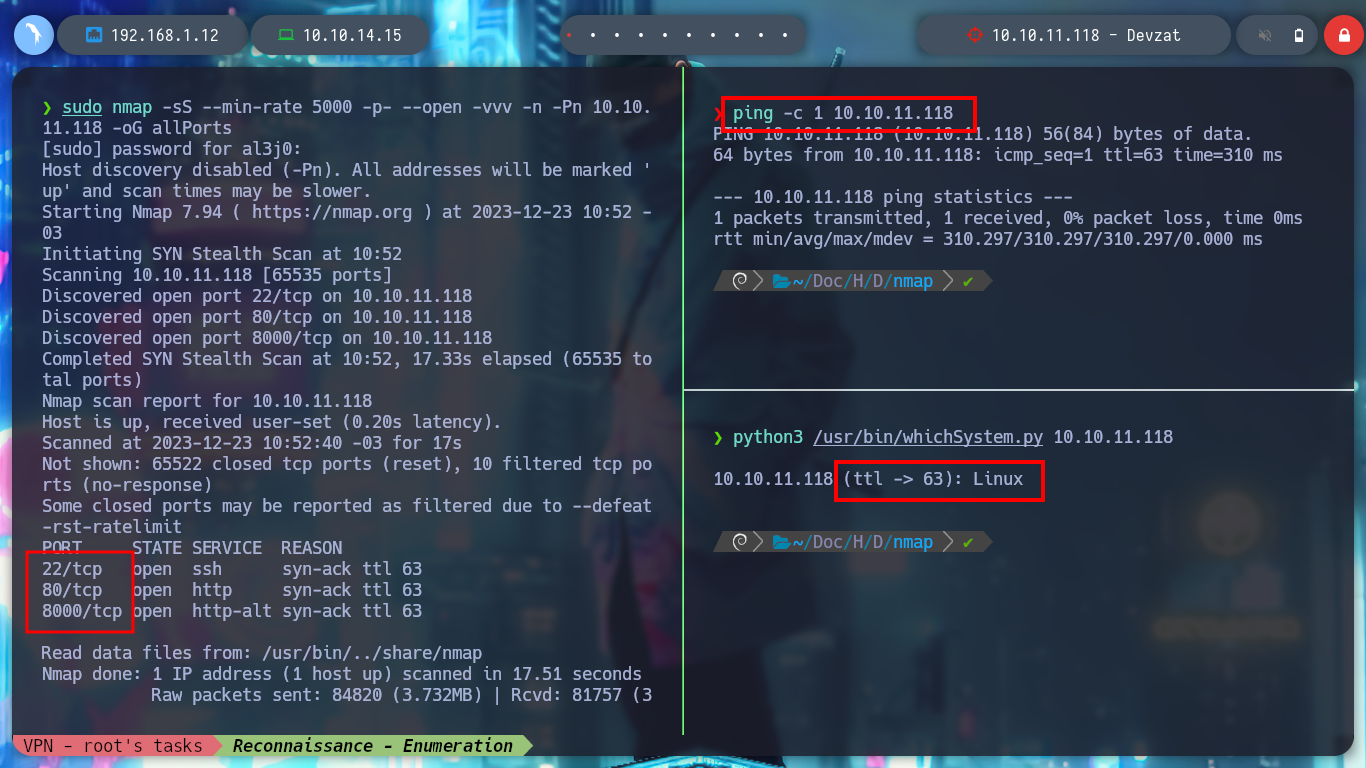 192.168.1.12
10.10.14.15
10.10.11.118 - Devzat
❯ sudo nmap -sS --min-rate 5000 -p- --open -vvv -n -Pn 10.10.
11.118 -oG allPorts
[sudo] password for al3j0:
Host discovery disabled (-Pn). All addresses will be marked '
up' and scan times may be slower.
Starting Nmap 7.94 ( https://nmap.org ) at 2023-12-23 10:52 -
03
Initiating SYN Stealth Scan at 10:52
Scanning 10.10.11.118 [65535 ports]
Discovered open port 22/tcp on 10.10.11.118
Discovered open port 80/tcp on 10.10.11.118
Discovered open port 8000/tcp on 10.10.11.118
Completed SYN Stealth Scan at 10:52, 17.33s elapsed (65535 to
tal ports)
Nmap scan report for 10.10.11.118
Host is up, received user-set (0.20s latency).
Scanned at 2023-12-23 10:52:40 -03 for 17s
Not shown: 65522 closed tcp ports (reset), 10 filtered tcp po
rts (no-response)
Some closed ports may be reported as filtered due to --defeat
-rst-ratelimit
PORT     STATE SERVICE  REASON
22/tcp   open  ssh      syn-ack ttl 63
80/tcp   open  http     syn-ack ttl 63
8000/tcp open  http-alt syn-ack ttl 63
Read data files from: /usr/bin/../share/nmap
Nmap done: 1 IP address (1 host up) scanned in 17.51 seconds
Raw packets sent: 84820 (3.732MB) | Rcvd: 81757 (3
❯ ping -c 1 10.10.11.118
PING 10.10.11.118 (10.10.11.118) 56(84) bytes of data.
64 bytes from 10.10.11.118: icmp_seq=1 ttl=63 time=310 ms
--- 10.10.11.118 ping statistics ---
1 packets transmitted, 1 received, 0% packet loss, time 0ms
rtt min/avg/max/mdev = 310.297/310.297/310.297/0.000 ms
~/Doc/H/D/nmap ✔
❯ python3 /usr/bin/whichSystem.py 10.10.11.118
10.10.11.118 (ttl -> 63): Linux
~/Doc/H/D/nmap ✔
VPN - root's tasks
Reconnaissance - Enumeration